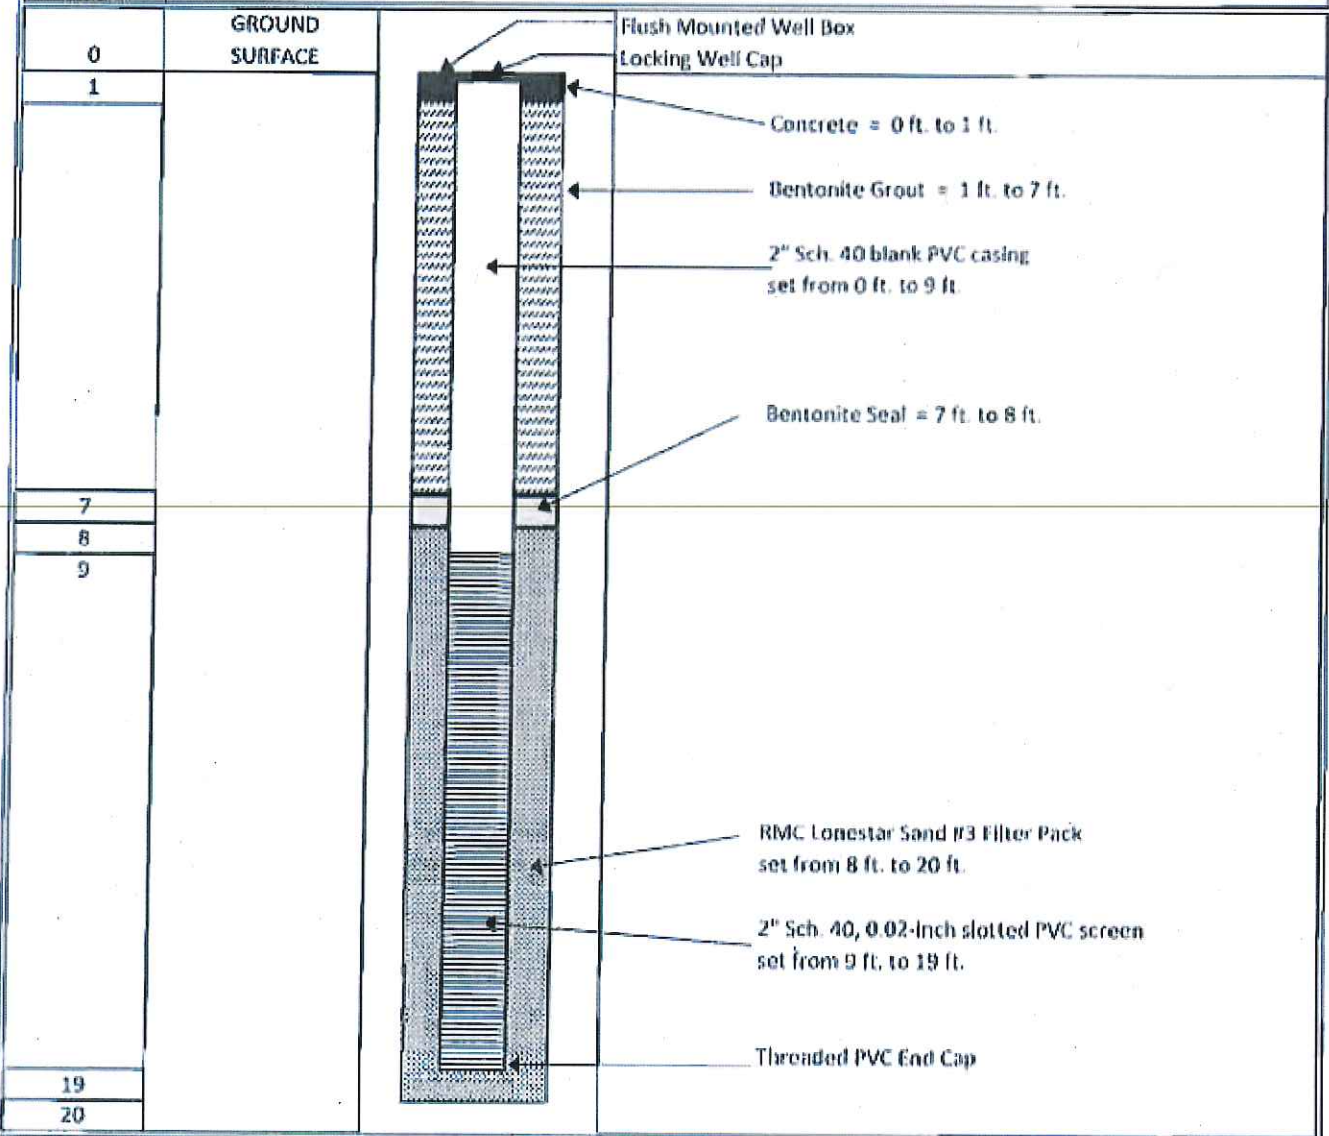 GROUND
0 SURFACE
Flush Mounted Well Box
Locking Well Cap
1
Concrete = 0 ft. to 1 ft.
Bentonite Grout = 1 ft. to 7 ft.
2" Sch. 40 blank PVC casing
set from 0 ft. to 9 ft.
Bentonite Seal = 7 ft. to 8 ft.
7
8
9
RMC Lonestar Sand #3 Filter Pack
set from 8 ft. to 20 ft.
2" Sch. 40, 0.02-inch slotted PVC screen
set from 9 ft. to 19 ft.
Threaded PVC End Cap
19
20